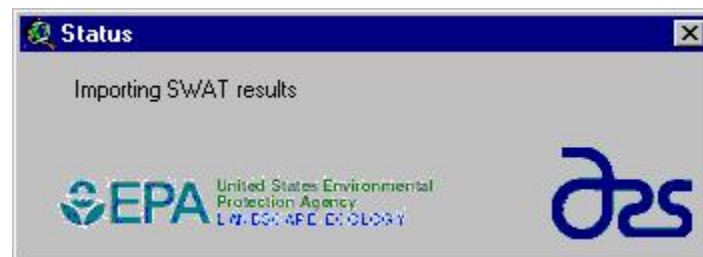 Status
Importing SWAT results
EPA
United States Environmental
Protection Agency
LANDSCAPE ECOLOGY
ars